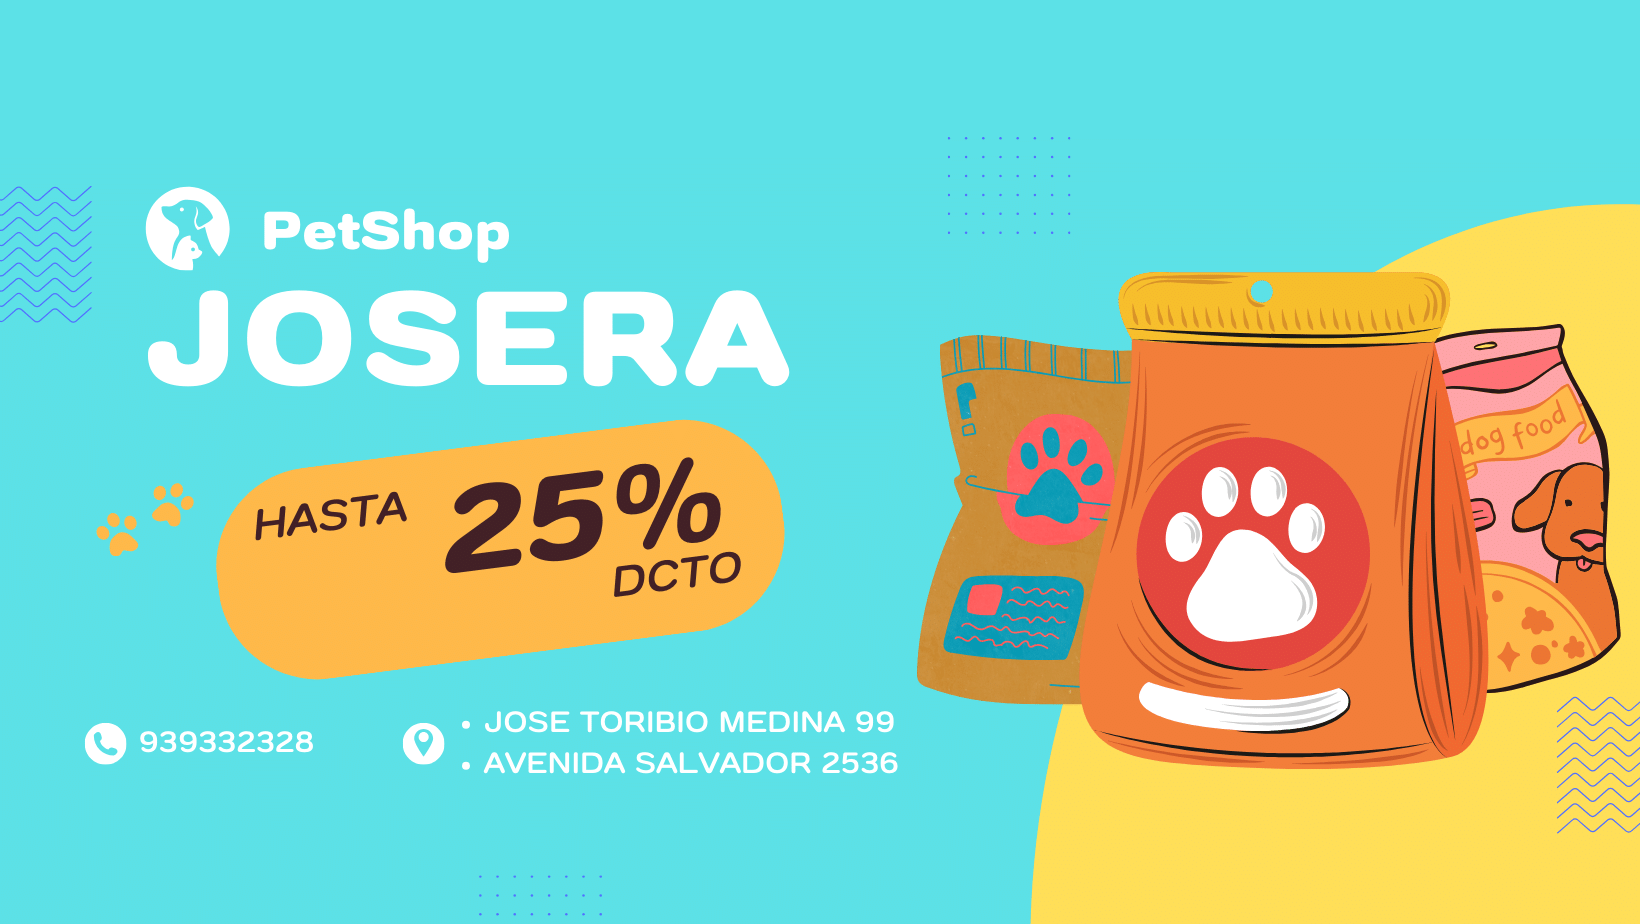 PetShop
JOSERA
HASTA 25%
DCTO
939332328
• JOSE TORIBIO MEDINA 99
• AVENIDA SALVADOR 2536
dog food